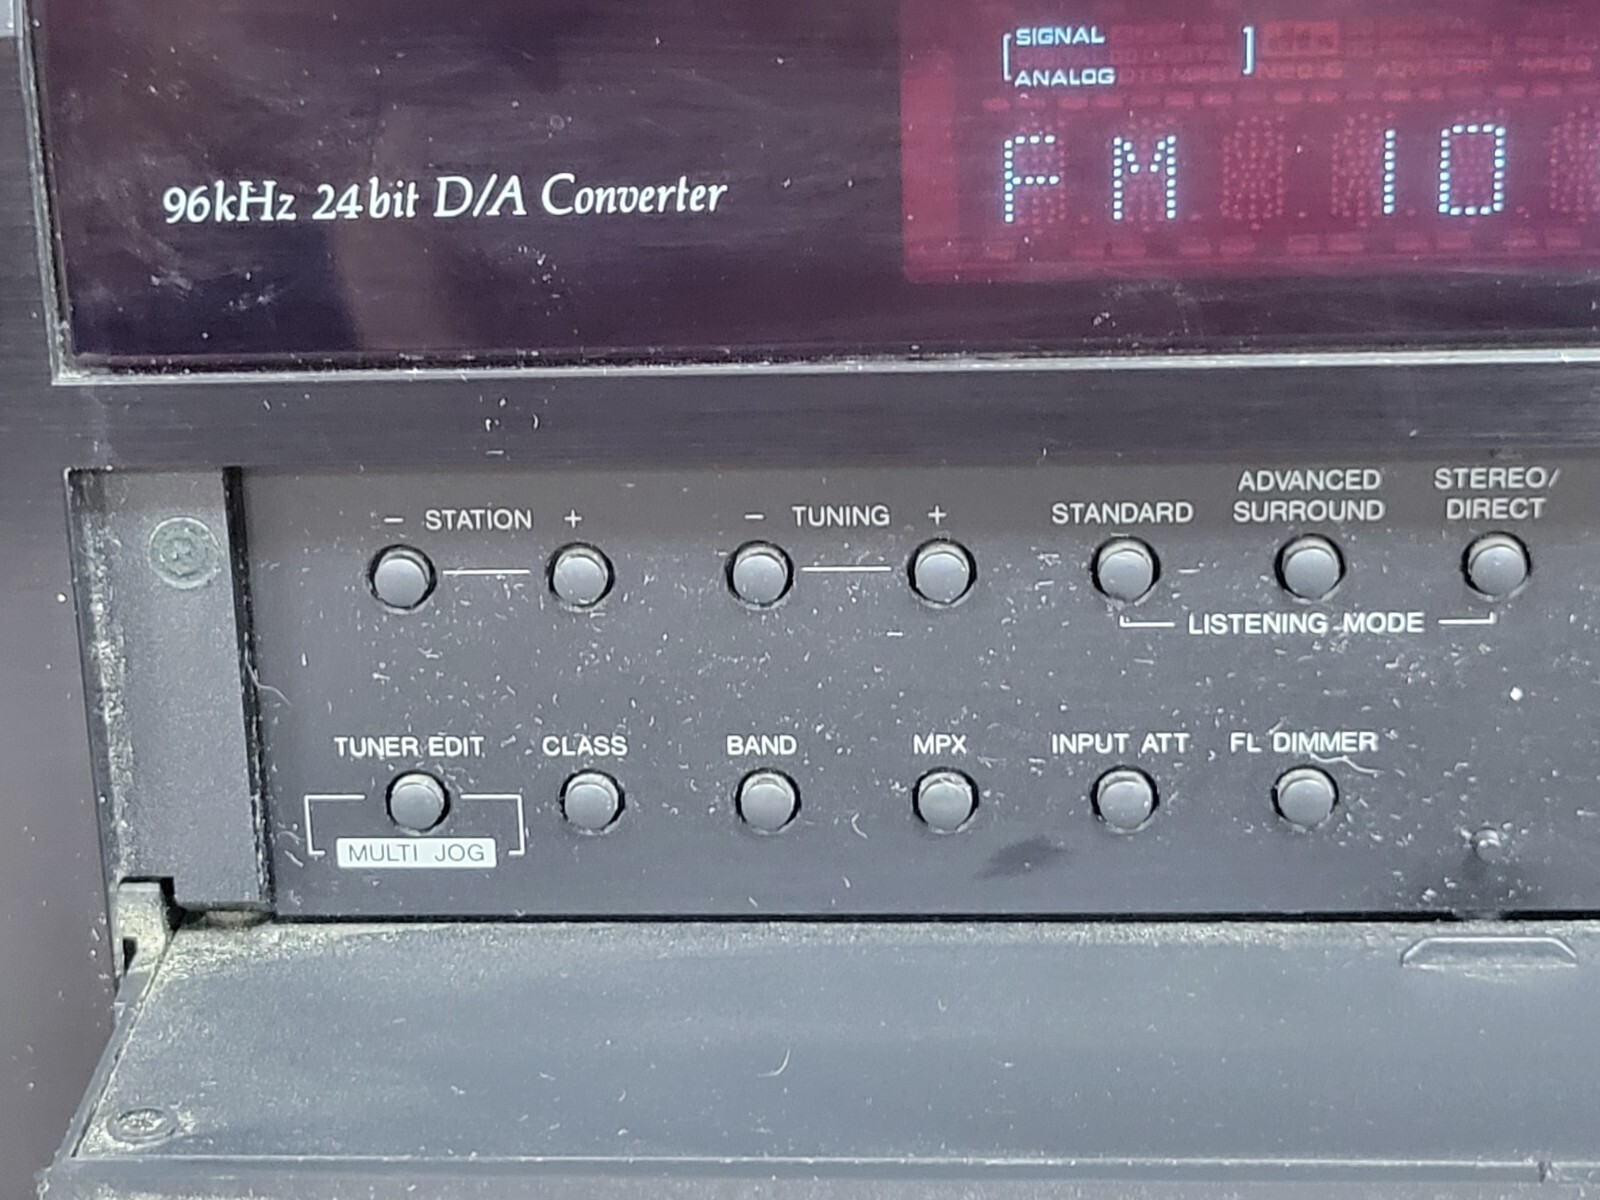 SIGNAL
ANALOG
FM 10
96kHz 24bit D/A Converter
– STATION +
– TUNING +
STANDARD
ADVANCED
SURROUND
STEREO/
DIRECT
LISTENING MODE
TUNER EDIT
CLASS
BAND
MPX
INPUT ATT
FL DIMMER
MULTI JOG